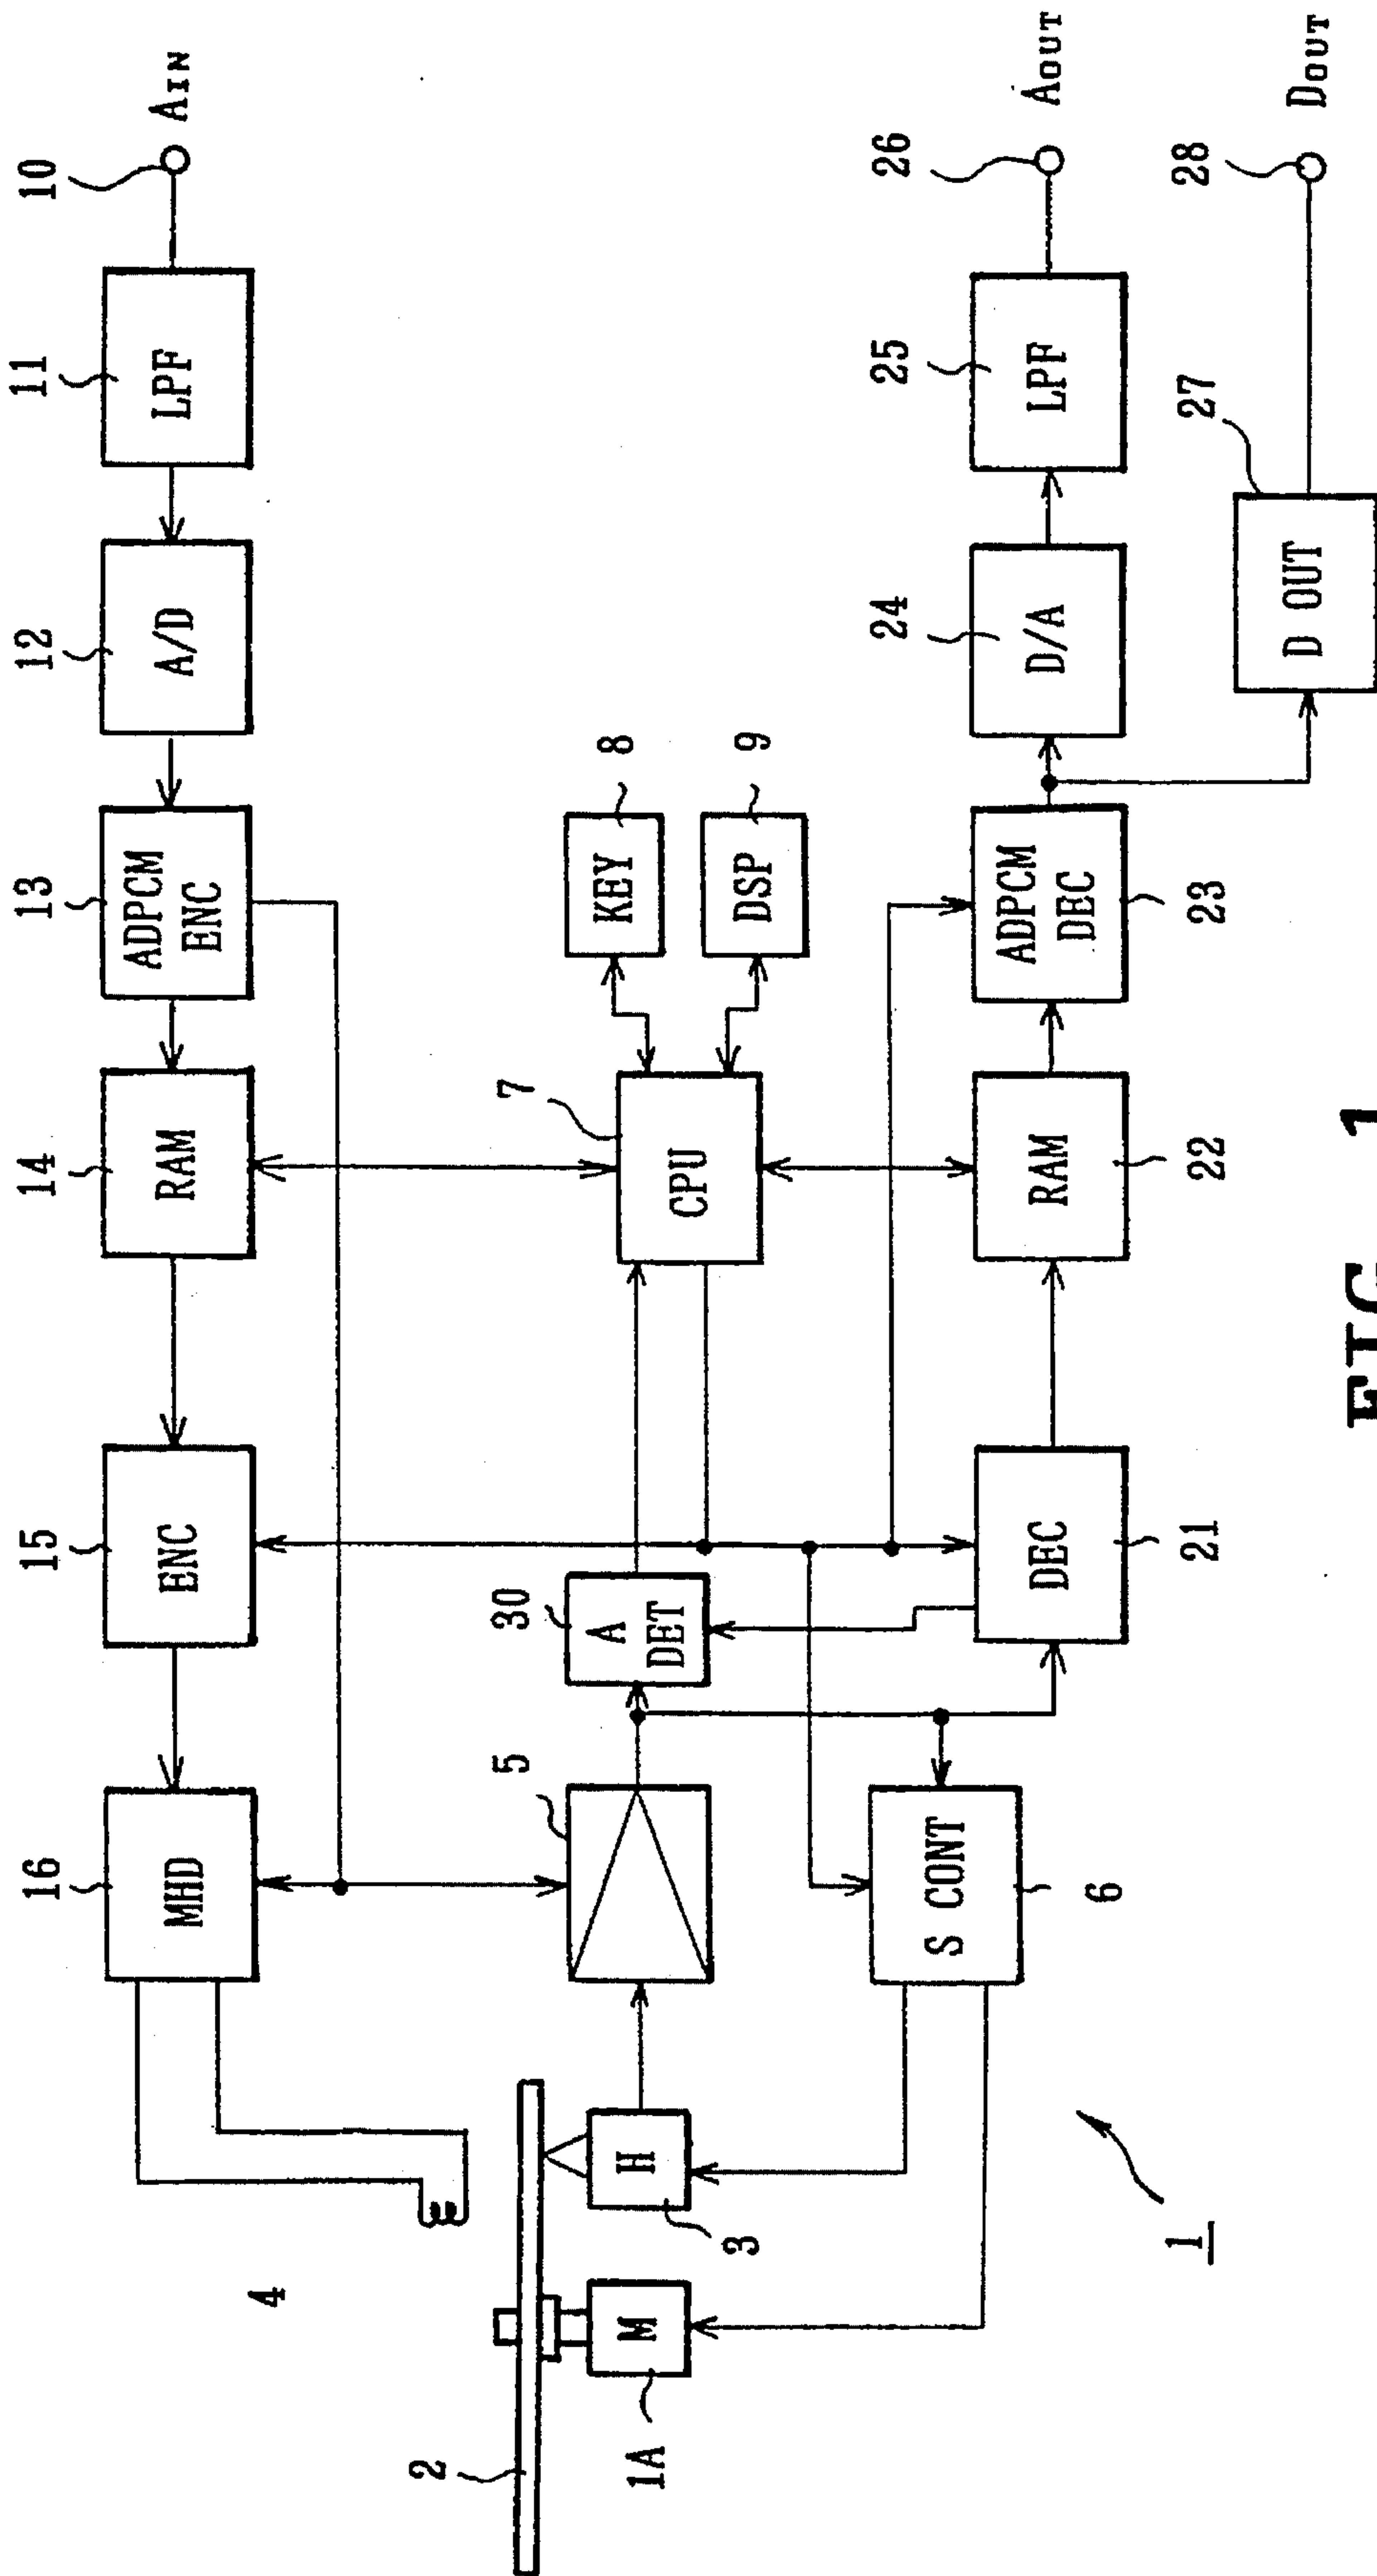 10
AIN
11
LPF
12
A/D
13
ADPCM
ENC
14
RAM
15
ENC
16
MHD
4
2
1A
M
3
H
5
30
A
DET
7
CPU
8
KEY
9
DSP
6
S CONT
21
DEC
22
RAM
23
ADPCM
DEC
24
D/A
25
LPF
26
AOUT
27
D OUT
28
DOUT
1
FIG. 1